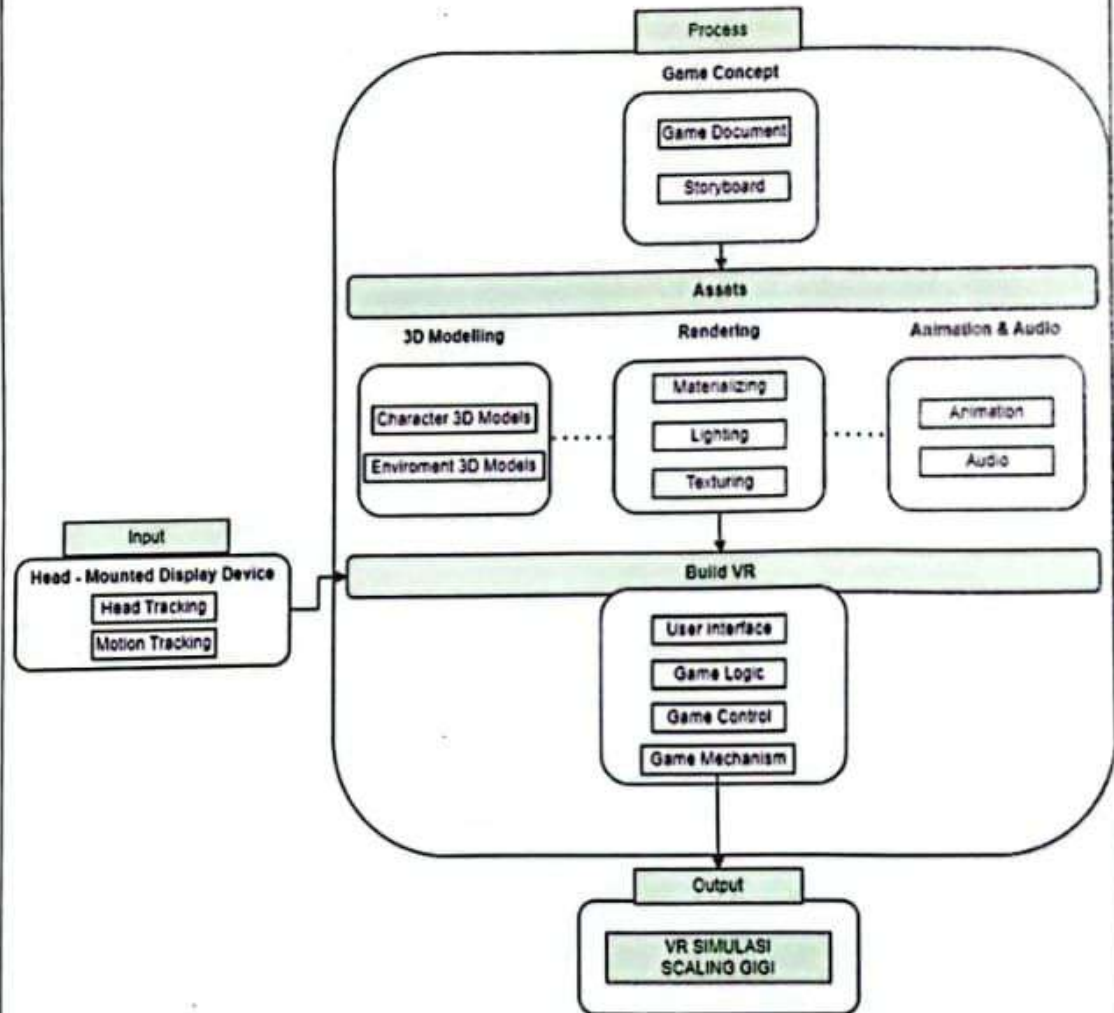 Process
Game Concept
Game Document
Storyboard
Assets
3D Modelling
Rendering
Animation & Audio
Character 3D Models
Enviroment 3D Models
Materializing
Lighting
Texturing
Animation
Audio
Input
Head - Mounted Display Device
Head Tracking
Motion Tracking
Build VR
User Interface
Game Logic
Game Control
Game Mechanism
Output
VR SIMULASI
SCALING GIGI